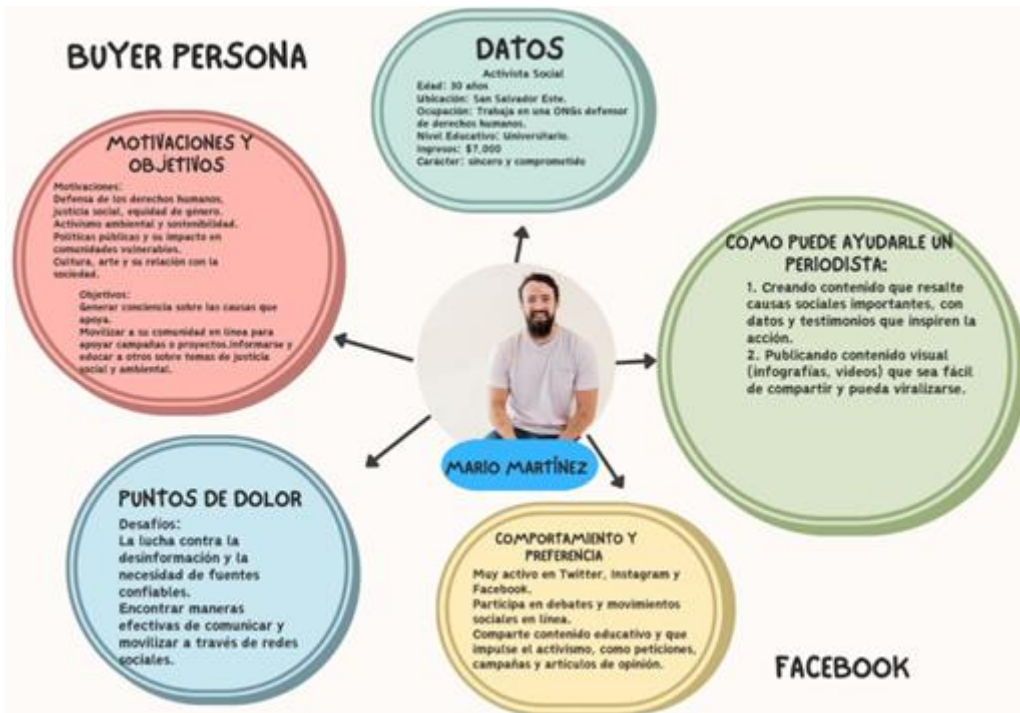 BUYER PERSONA
DATOS
Activista Social
Edad: 30 años
Ubicación: San Salvador Este.
Ocupación: Trabaja en una ONGs defensor
de derechos humanos.
Nivel Educativo: Universitario.
Ingresos: $7,000
Carácter: sincero y comprometido
MOTIVACIONES Y
OBJETIVOS
Motivaciones:
Defensa de los derechos humanos,
justicia social, equidad de género.
Activismo ambiental y sostenibilidad.
Políticas públicas y su impacto en
comunidades vulnerables.
Cultura, arte y su relación con la
sociedad.
Objetivos:
Generar conciencia sobre las causas que
apoya.
Movilizar a su comunidad en línea para
apoyar campañas o proyectos.Informarse y
educar a otros sobre temas de justicia
social y ambiental.
COMO PUEDE AYUDARLE UN
PERIODISTA:
1. Creando contenido que resalte
causas sociales importantes, con
datos y testimonios que inspiren la
acción.
2. Publicando contenido visual
(infografías, videos) que sea fácil
de compartir y pueda viralizarse.
MARIO MARTÍNEZ
PUNTOS DE DOLOR
Desafíos:
La lucha contra la
desinformación y la
necesidad de fuentes
confiables.
Encontrar maneras
efectivas de comunicar y
movilizar a través de redes
sociales.
COMPORTAMIENTO Y
PREFERENCIA
Muy activo en Twitter, Instagram y
Facebook.
Participa en debates y movimientos
sociales en línea.
Comparte contenido educativo y que
impulse el activismo, como peticiones,
campañas y artículos de opinión.
FACEBOOK